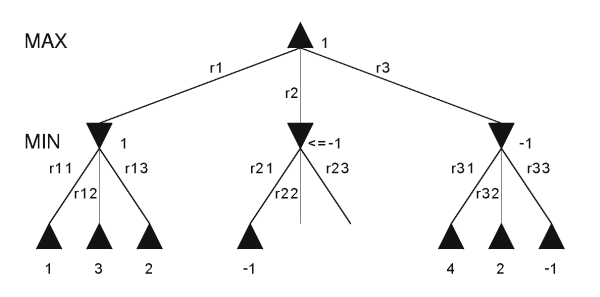 MAX 1
r1 r2 r3
MIN 1 <=-1 -1
r11 r12 r13 r21 r22 r23 r31 r32 r33
1 3 2 -1 4 2 -1